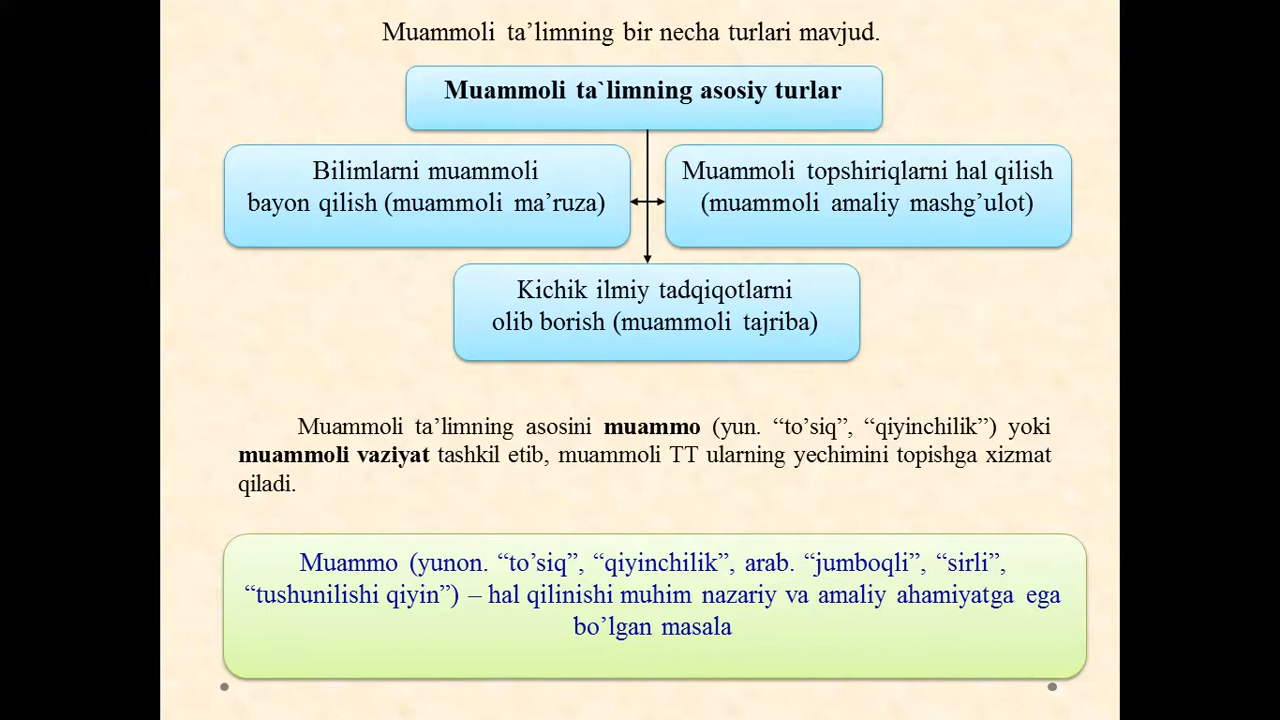 Muammoli ta’limning bir necha turlari mavjud.
Muammoli ta`limning asosiy turlar
Bilimlarni muammoli
bayon qilish (muammoli ma’ruza)
Muammoli topshiriqlarni hal qilish
(muammoli amaliy mashg’ulot)
Kichik ilmiy tadqiqotlarni
olib borish (muammoli tajriba)
Muammoli ta’limning asosini muammo (yun. “to’siq”, “qiyinchilik”) yoki
muammoli vaziyat tashkil etib, muammoli TT ularning yechimini topishga xizmat
qiladi.
Muammo (yunon. “to’siq”, “qiyinchilik”, arab. “jumboqli”, “sirli”,
“tushunilishi qiyin”) – hal qilinishi muhim nazariy va amaliy ahamiyatga ega
bo’lgan masala